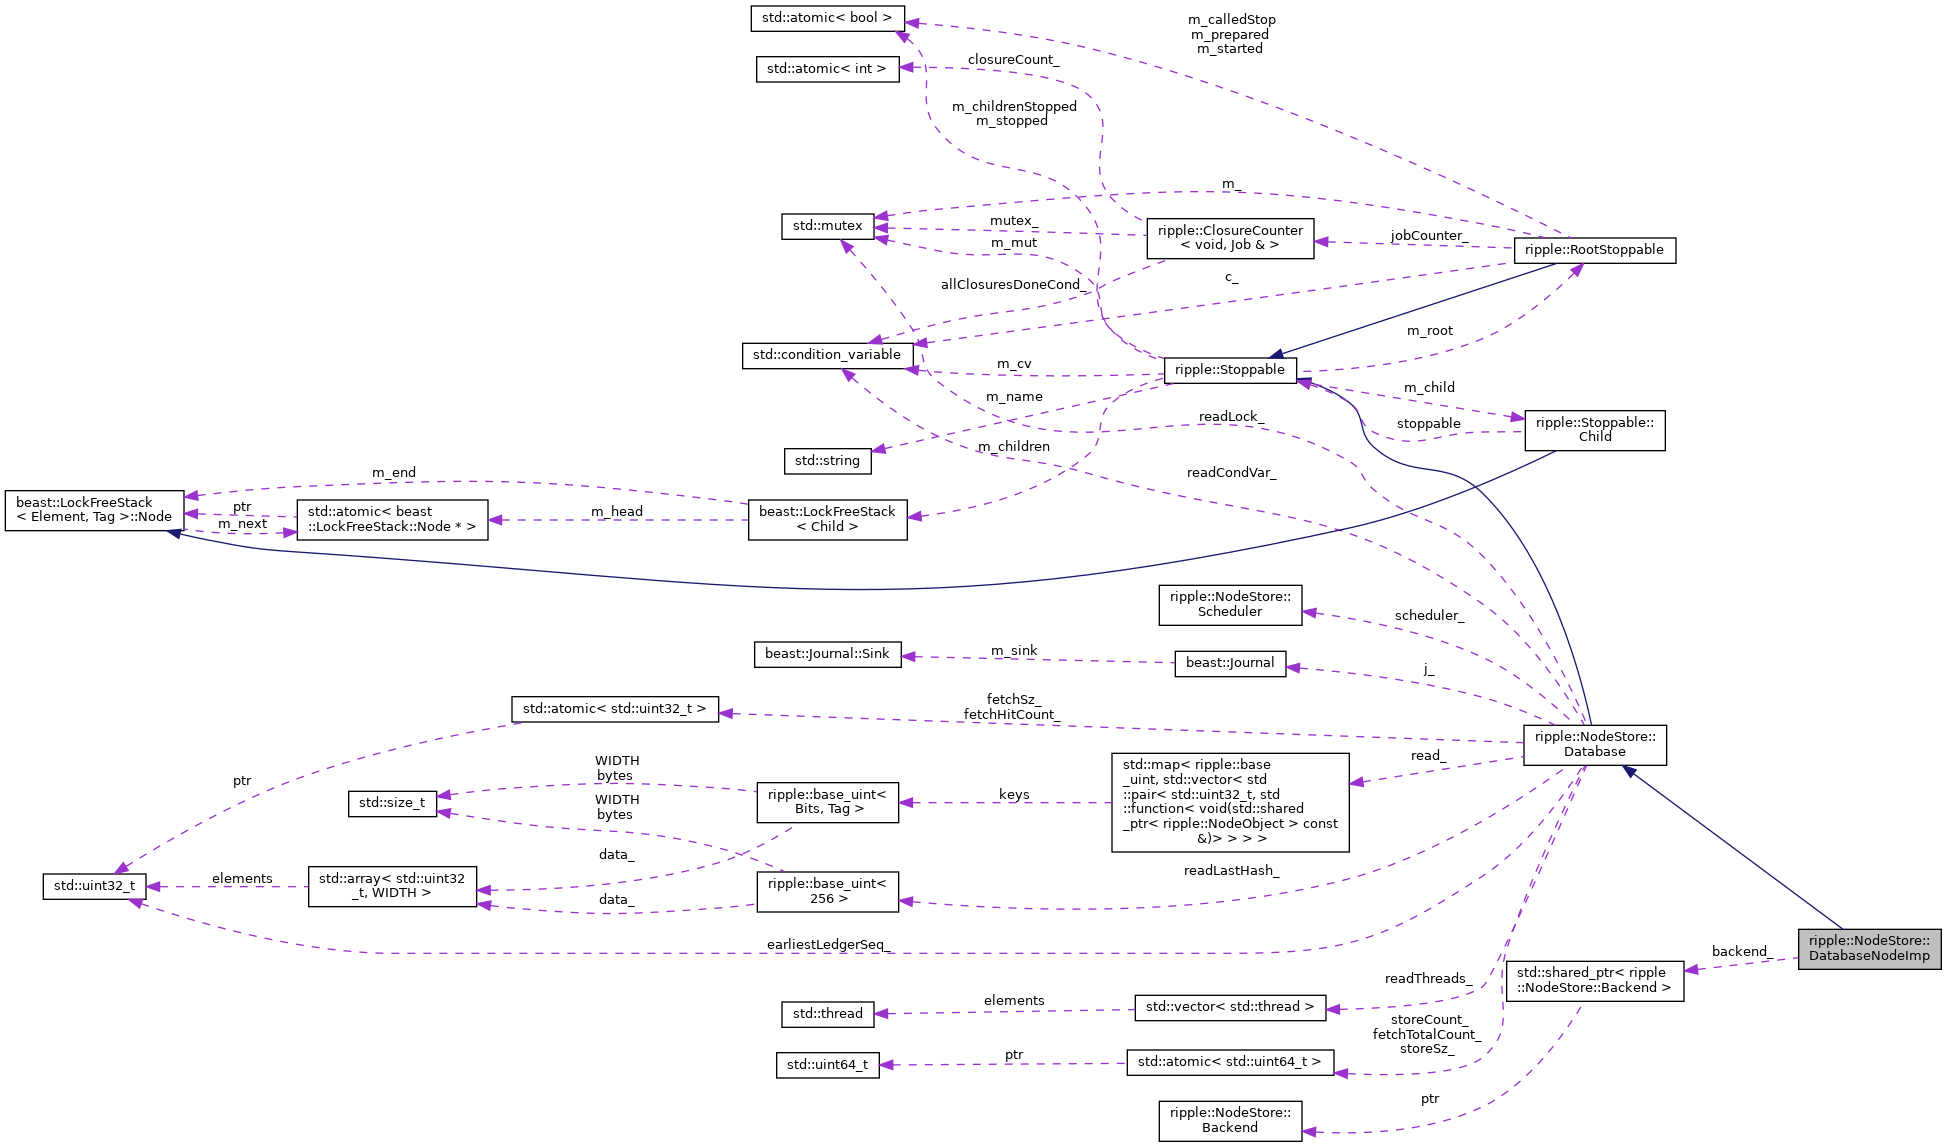 std::atomic< bool >
m_calledStop
m_prepared
m_started
std::atomic< int >
closureCount_
m_childrenStopped
m_stopped
m_
std::mutex
mutex_
m_mut
ripple::ClosureCounter
< void, Job & >
jobCounter_
ripple::RootStoppable
allClosuresDoneCond_
c_
m_root
std::condition_variable
m_cv
ripple::Stoppable
m_child
m_name
readLock_
stoppable
ripple::Stoppable::
Child
std::string
m_children
readCondVar_
m_end
beast::LockFreeStack
< Element, Tag >::Node
ptr
m_next
std::atomic< beast
::LockFreeStack::Node * >
m_head
beast::LockFreeStack
< Child >
ripple::NodeStore::
Scheduler
scheduler_
beast::Journal::Sink
m_sink
beast::Journal
j_
std::atomic< std::uint32_t >
fetchSz_
fetchHitCount_
ripple::NodeStore::
Database
read_
std::map< ripple::base
_uint, std::vector< std
::pair< std::uint32_t, std
::function< void(std::shared
_ptr< ripple::NodeObject > const
&)> > > >
keys
ptr
WIDTH
bytes
std::size_t
WIDTH
bytes
ripple::base_uint<
Bits, Tag >
data_
std::uint32_t
elements
std::array< std::uint32
_t, WIDTH >
data_
ripple::base_uint<
256 >
readLastHash_
earliestLedgerSeq_
backend_
ripple::NodeStore::
DatabaseNodeImp
std::shared_ptr< ripple
::NodeStore::Backend >
readThreads_
std::thread
elements
std::vector< std::thread >
storeCount_
fetchTotalCount_
storeSz_
std::uint64_t
ptr
std::atomic< std::uint64_t >
ptr
ripple::NodeStore::
Backend